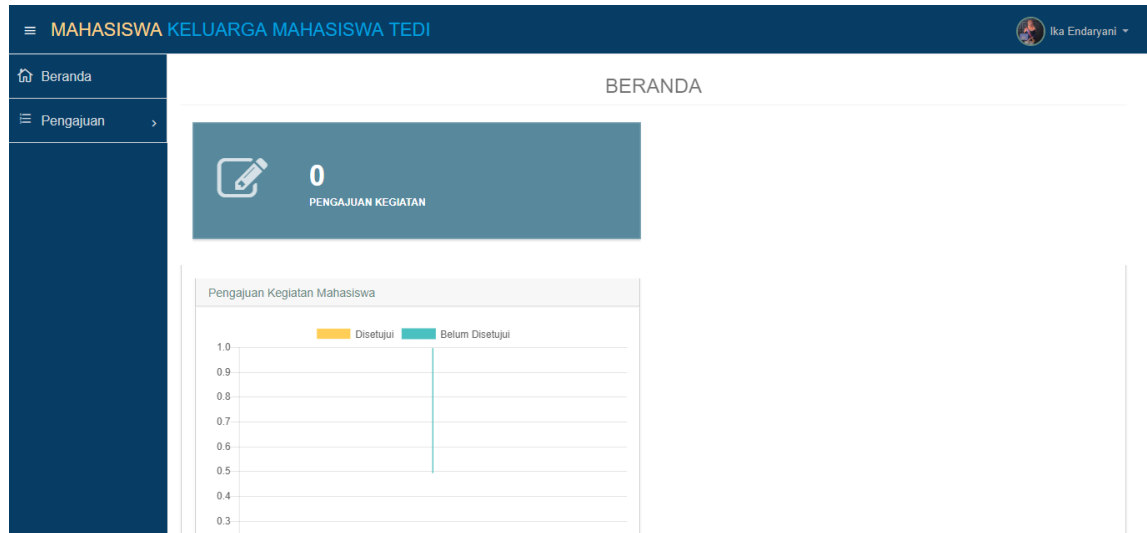 MAHASISWA KELUARGA MAHASISWA TEDI
Ika Endaryani
Beranda
Pengajuan
BERANDA
0
PENGAJUAN KEGIATAN
Pengajuan Kegiatan Mahasiswa
Disetujui Belum Disetujui
1.0
0.9
0.8
0.7
0.6
0.5
0.4
0.3